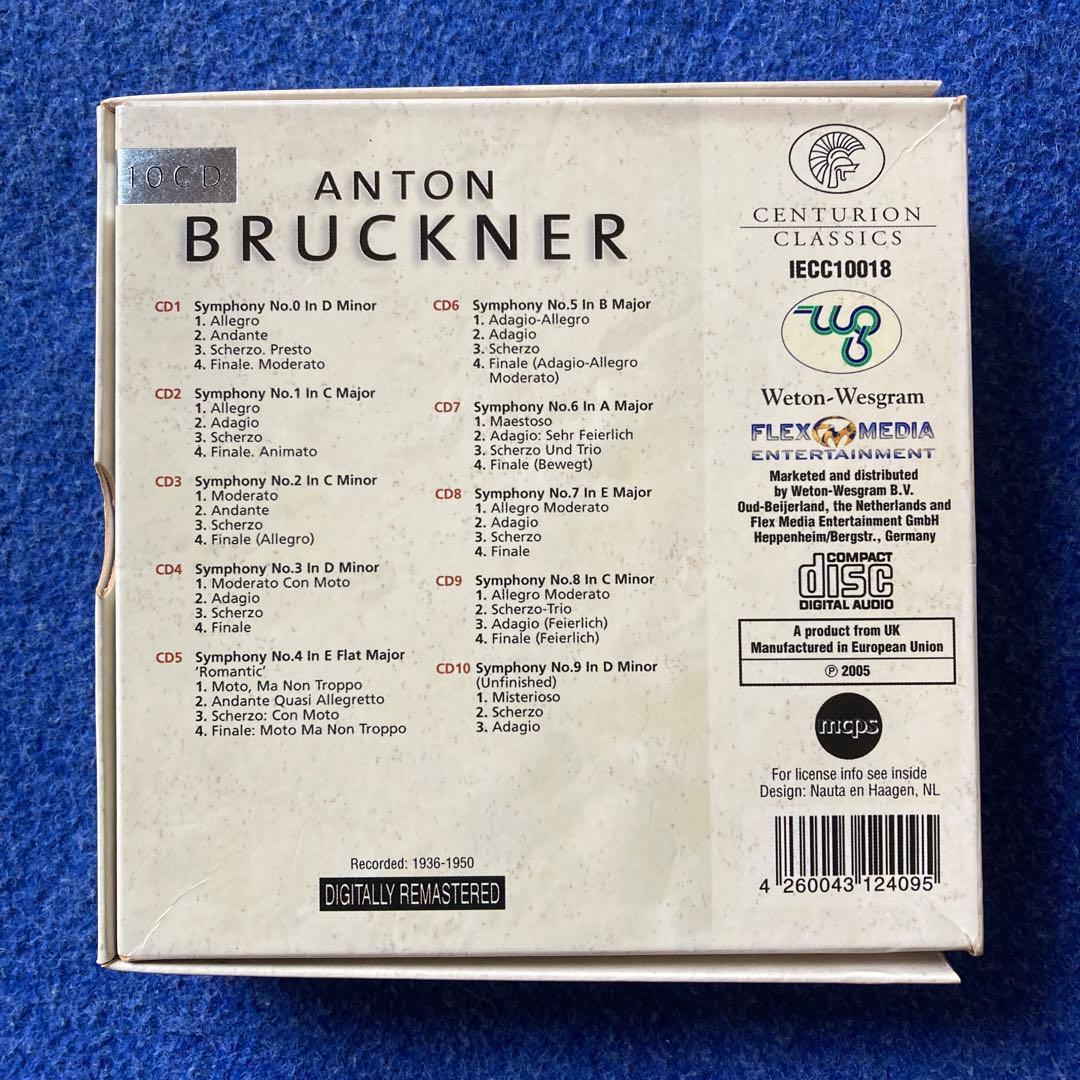 10CD
ANTON
BRUCKNER
CD1 Symphony No.0 In D Minor
1. Allegro
2. Andante
3. Scherzo. Presto
4. Finale. Moderato
CD2 Symphony No.1 In C Major
1. Allegro
2. Adagio
3. Scherzo
4. Finale. Animato
CD3 Symphony No.2 In C Minor
1. Moderato
2. Andante
3. Scherzo
4. Finale (Allegro)
CD4 Symphony No.3 In D Minor
1. Moderato Con Moto
2. Adagio
3. Scherzo
4. Finale
CD5 Symphony No.4 In E Flat Major
'Romantic'
1. Moto, Ma Non Troppo
2. Andante Quasi Allegretto
3. Scherzo: Con Moto
4. Finale: Moto Ma Non Troppo
CD6 Symphony No.5 In B Major
1. Adagio-Allegro
2. Adagio
3. Scherzo
4. Finale (Adagio-Allegro
Moderato)
CD7 Symphony No.6 In A Major
1. Maestoso
2. Adagio: Sehr Feierlich
3. Scherzo Und Trio
4. Finale (Bewegt)
CD8 Symphony No.7 In E Major
1. Allegro Moderato
2. Adagio
3. Scherzo
4. Finale
CD9 Symphony No.8 In C Minor
1. Allegro Moderato
2. Scherzo-Trio
3. Adagio (Feierlich)
4. Finale (Feierlich)
CD10 Symphony No.9 In D Minor
(Unfinished)
1. Misterioso
2. Scherzo
3. Adagio
Recorded: 1936-1950
DIGITALLY REMASTERED
CENTURION
CLASSICS
IECC10018
Weton-Wesgram
FLEX MEDIA
ENTERTAINMENT
Marketed and distributed
by Weton-Wesgram B.V.
Oud-Beijerland, the Netherlands and
Flex Media Entertainment GmbH
Heppenheim/Bergstr., Germany
COMPACT
disc
DIGITAL AUDIO
A product from UK
Manufactured in European Union
℗ 2005
mcps
For license info see inside
Design: Nauta en Haagen, NL
4 260043 124095